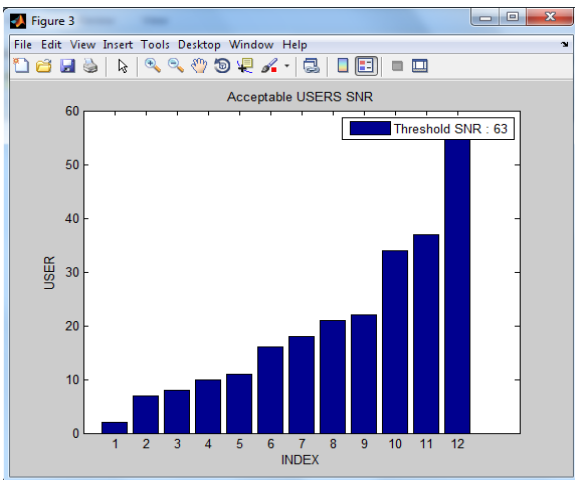 Figure 3
File Edit View Insert Tools Desktop Window Help
Acceptable USERS SNR
Threshold SNR : 63
60
50
40
30
20
10
0
USER
1 2 3 4 5 6 7 8 9 10 11 12
INDEX